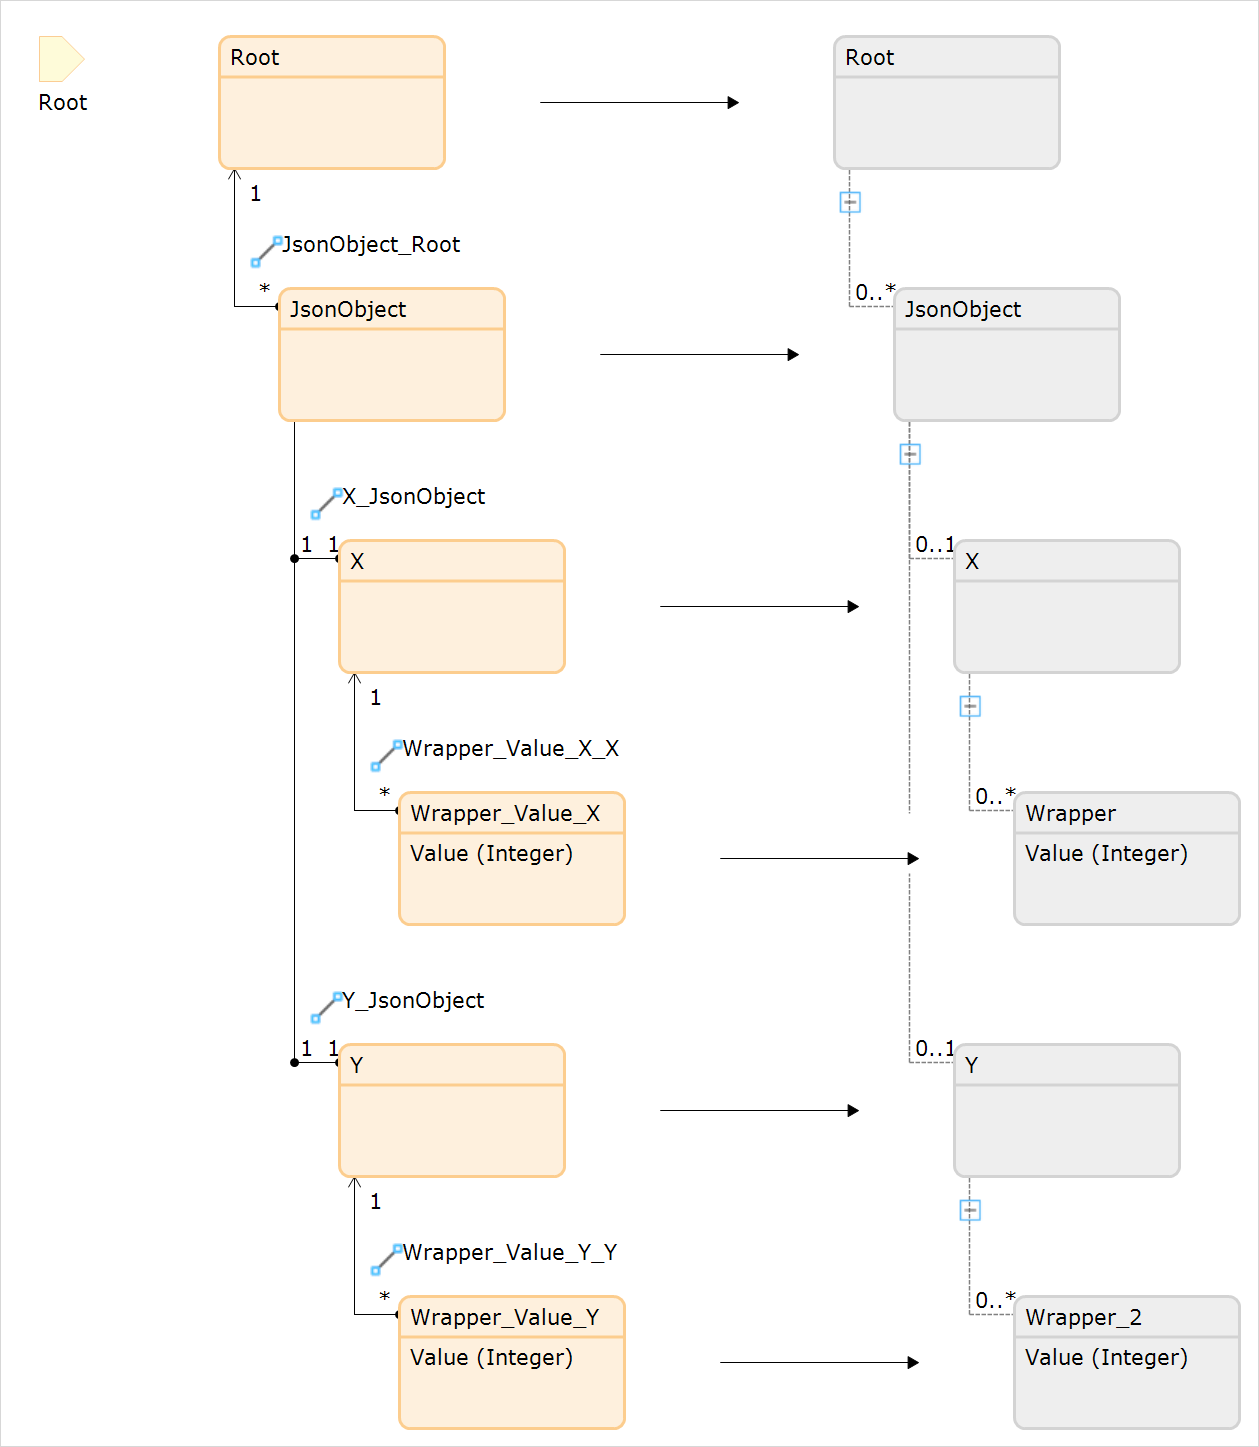 Root
Root
Root
1
JsonObject_Root
*
0..*
JsonObject
JsonObject
X_JsonObject
1 1
0..1
X
X
1
Wrapper_Value_X_X
*
0..*
Wrapper_Value_X
Wrapper
Value (Integer)
Value (Integer)
Y_JsonObject
1 1
0..1
Y
Y
1
Wrapper_Value_Y_Y
*
0..*
Wrapper_Value_Y
Wrapper_2
Value (Integer)
Value (Integer)